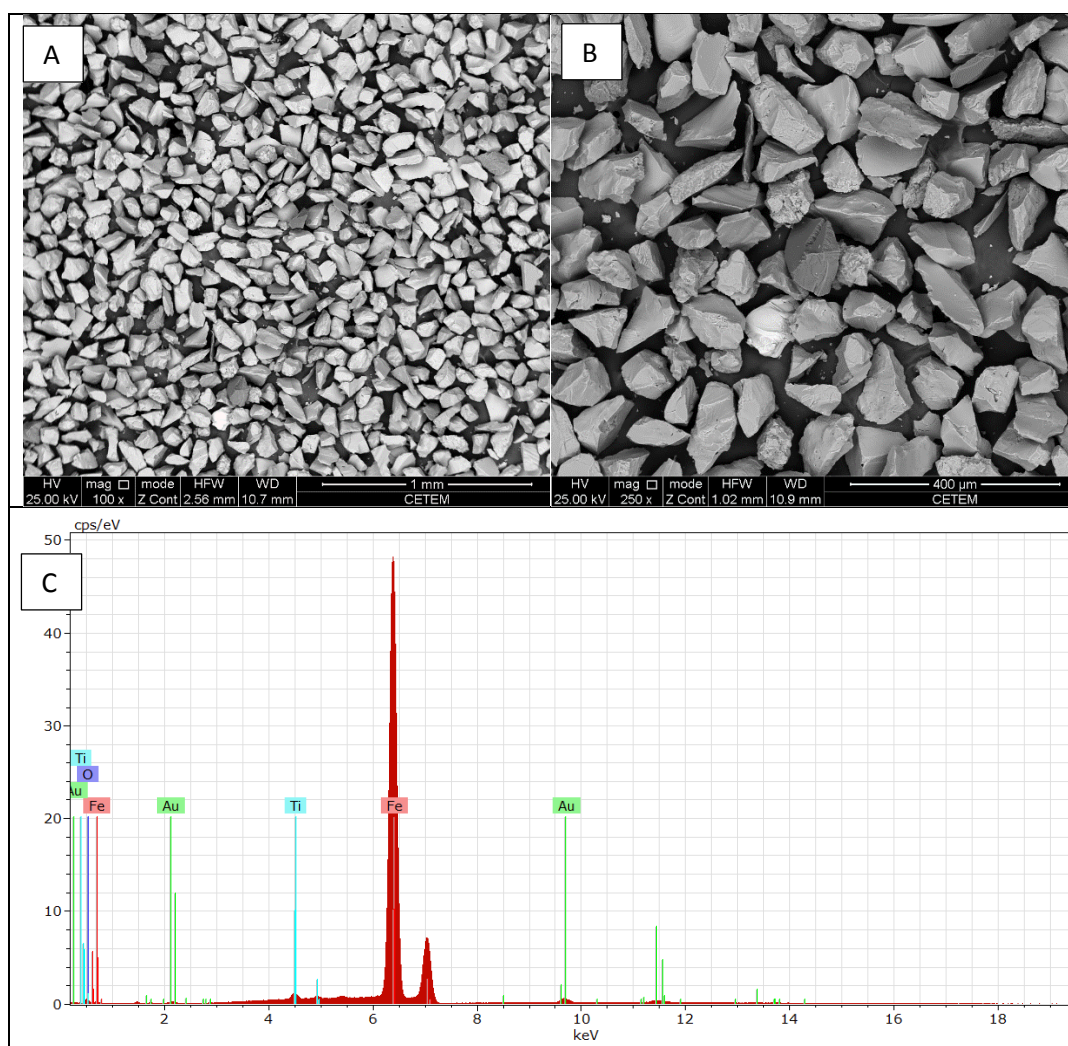 A
HV mag □ mode HFW WD 1 mm
25.00 kV 100 x Z Cont 2.56 mm 10.7 mm CETEM
B
HV mag □ mode HFW WD 400 µm
25.00 kV 250 x Z Cont 1.02 mm 10.9 mm CETEM
C
cps/eV
50
40
30
20
10
0
Ti
O
Au
Fe
Au
Ti
Fe
Au
2 4 6 8 10 12 14 16 18
keV